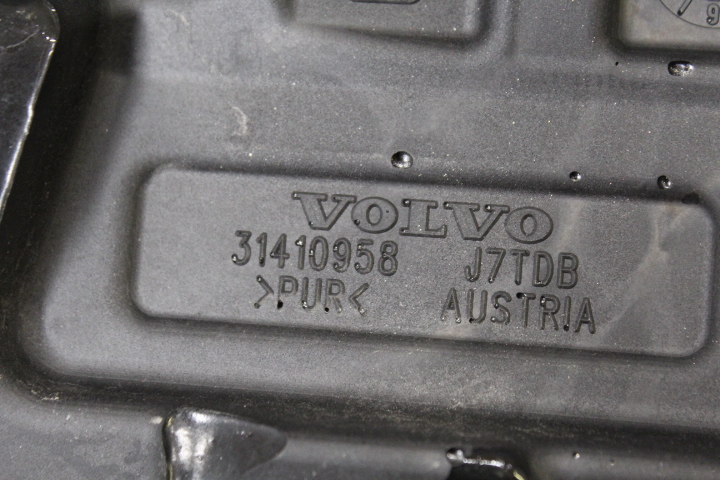 VOLVO
31410958 J7TDB
>PUR< AUSTRIA